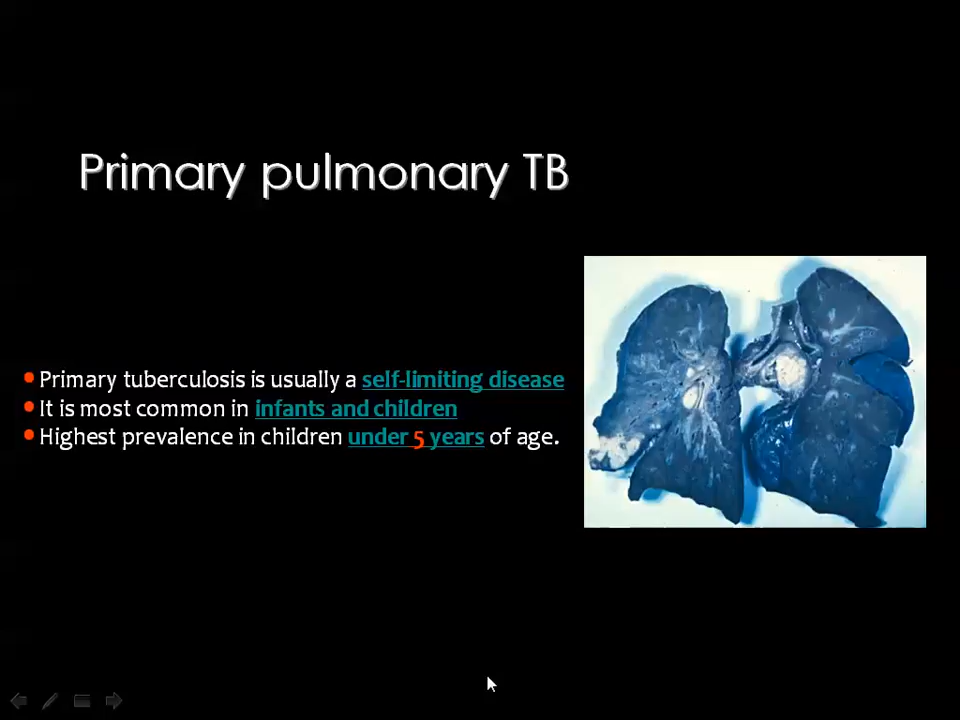 Primary pulmonary TB
Primary tuberculosis is usually a self-limiting disease
It is most common in infants and children
Highest prevalence in children under 5 years of age.